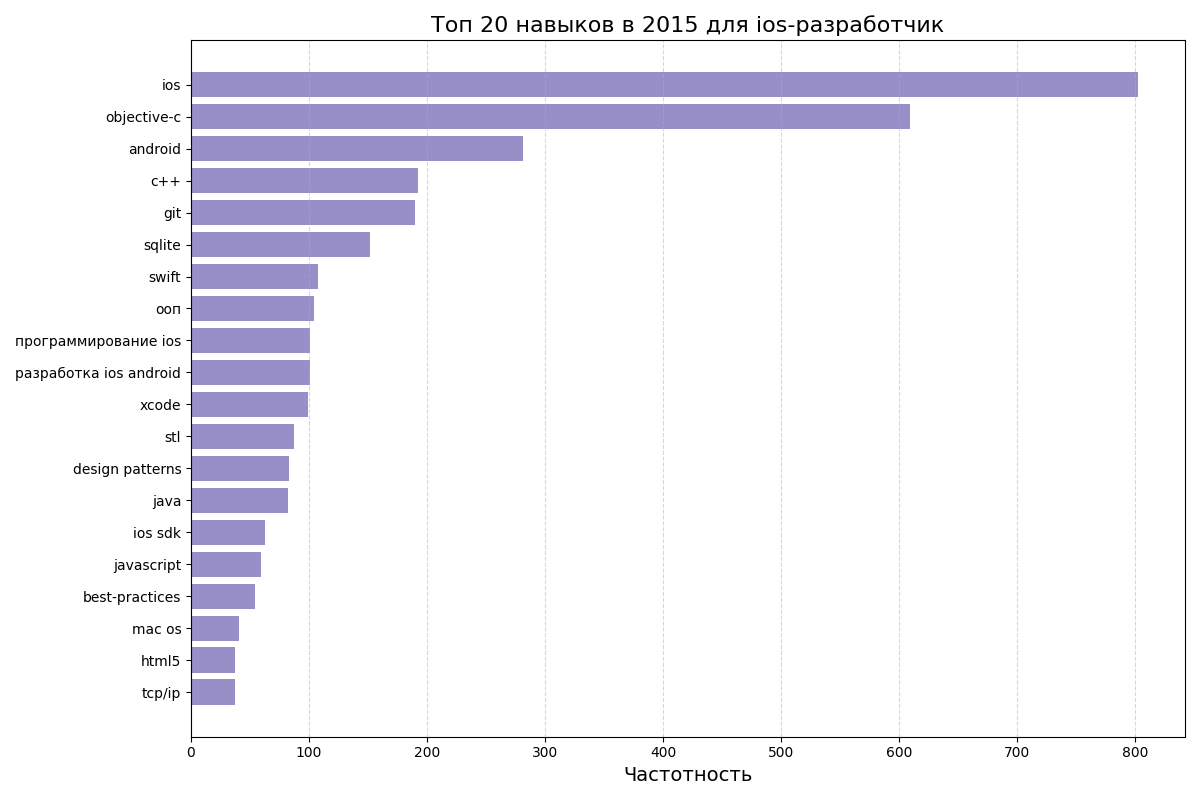 Топ 20 навыков в 2015 для ios-разработчик
ios
objective-c
android
c++
git
sqlite
swift
ооп
программирование ios
разработка ios android
xcode
stl
design patterns
java
ios sdk
javascript
best-practices
mac os
html5
tcp/ip
0 100 200 300 400 500 600 700 800
Частотность